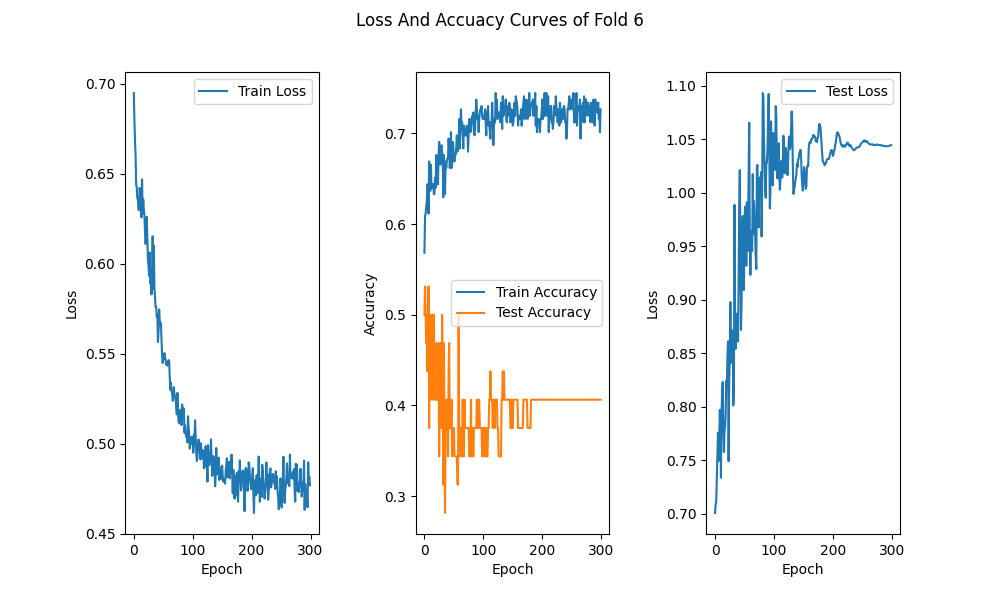 Loss And Accuacy Curves of Fold 6
0.70
0.65
0.60
0.55
0.50
0.45
Loss
0
100
200
300
Epoch
Train Loss
0.7
0.6
0.5
0.4
0.3
Accuracy
0
100
200
300
Epoch
Train Accuracy
Test Accuracy
1.10
1.05
1.00
0.95
0.90
0.85
0.80
0.75
0.70
Loss
0
100
200
300
Epoch
Test Loss